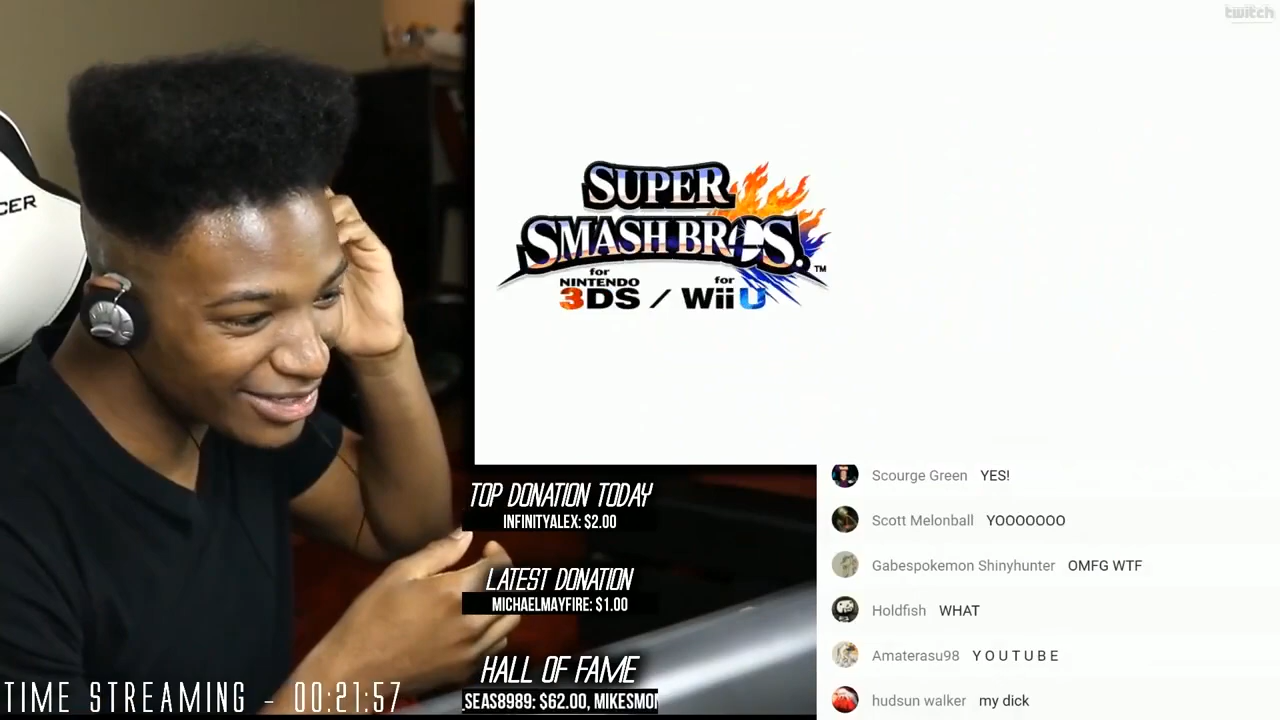 twitch
CER
SUPER
SMASH BROS.
™
for
NINTENDO
3DS / for
Wii U
TOP DONATION TODAY
INFINITYALEX: $2.00
LATEST DONATION
MICHAELMAYFIRE: $1.00
HALL OF FAME
SEAS8989: $62.00, MIKESMO
TIME STREAMING - 00:21:57
Scourge Green YES!
Scott Melonball YOOOOOOO
Gabespokemon Shinyhunter OMFG WTF
Holdfish WHAT
Amaterasu98 Y O U T U B E
hudsun walker my dick